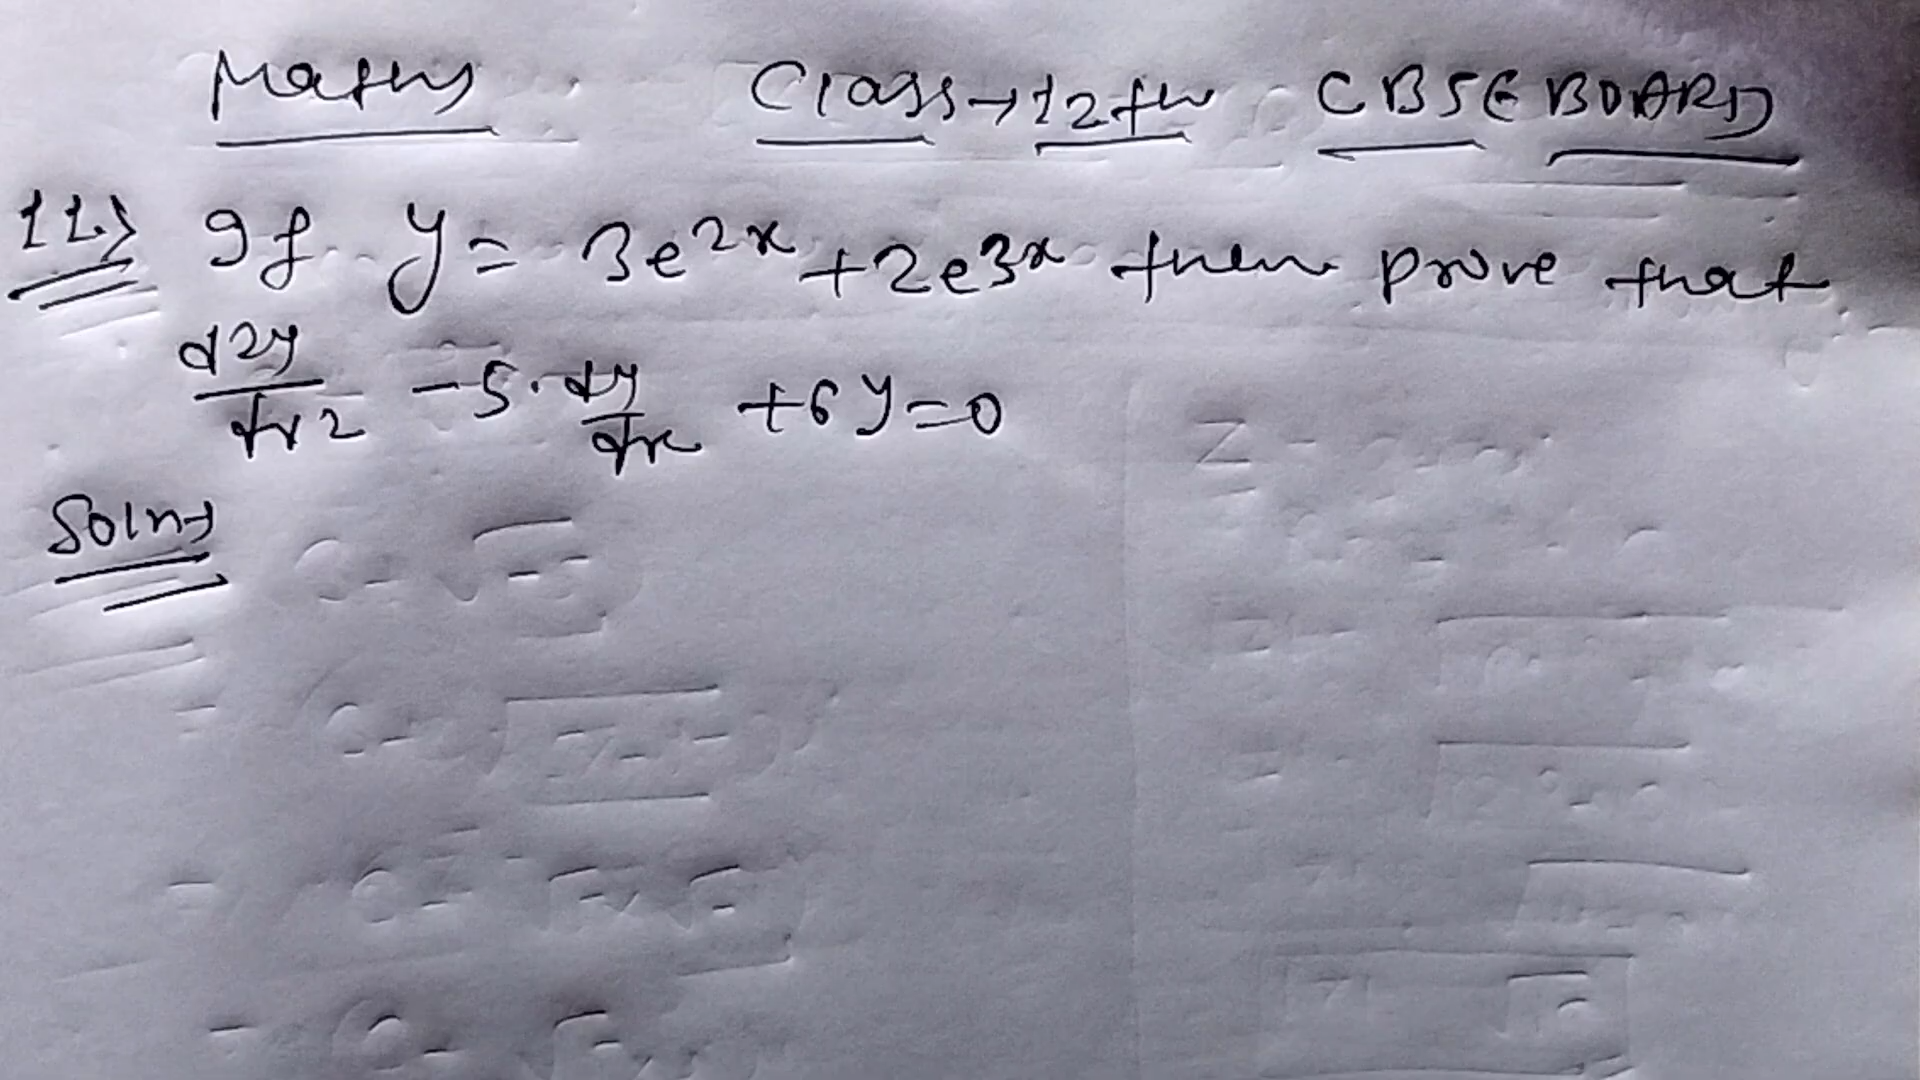 Maths Class→12th CBSE BOARD
11.> If y = 3e^2x + 2e^3x then prove that
d2y/dx2 - 5. dy/dx + 6y = 0
Soln→